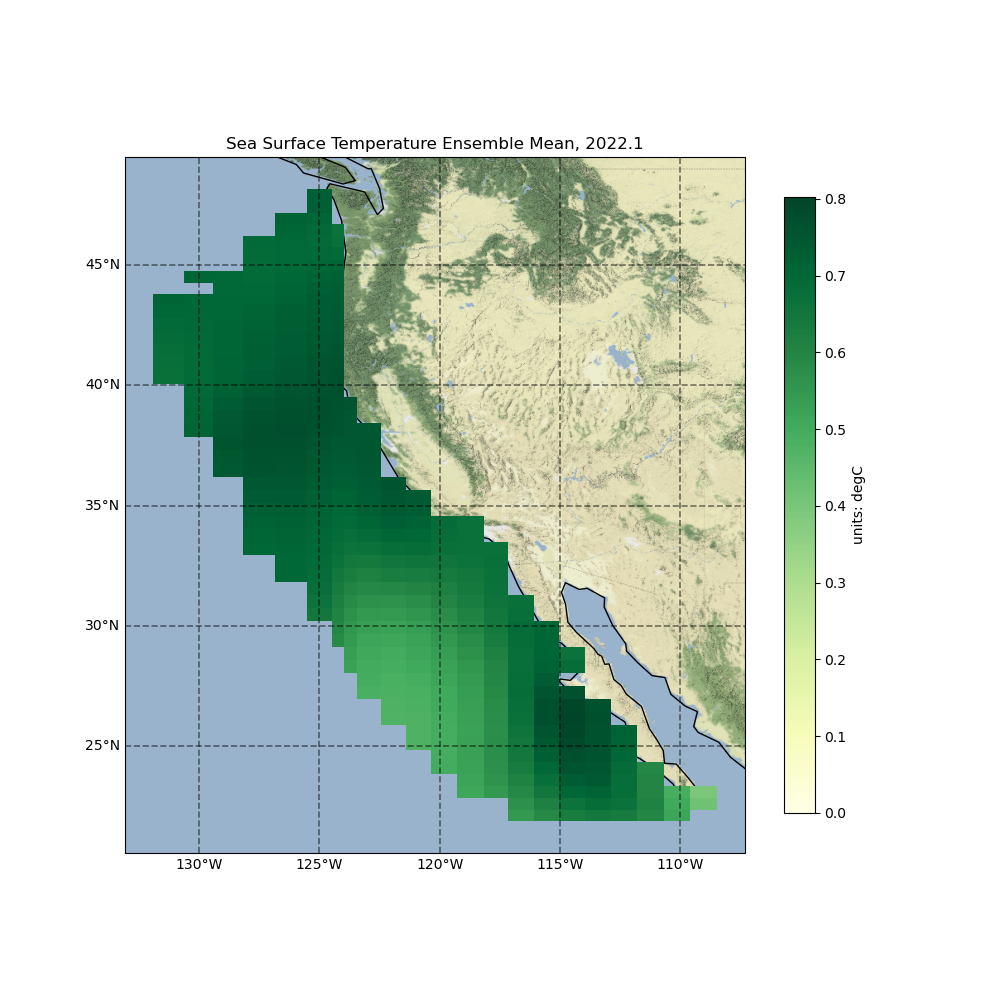 Sea Surface Temperature Ensemble Mean, 2022.1
45°N
40°N
35°N
30°N
25°N
130°W
125°W
120°W
115°W
110°W
0.8
0.7
0.6
0.5
0.4
0.3
0.2
0.1
0.0
units: degC